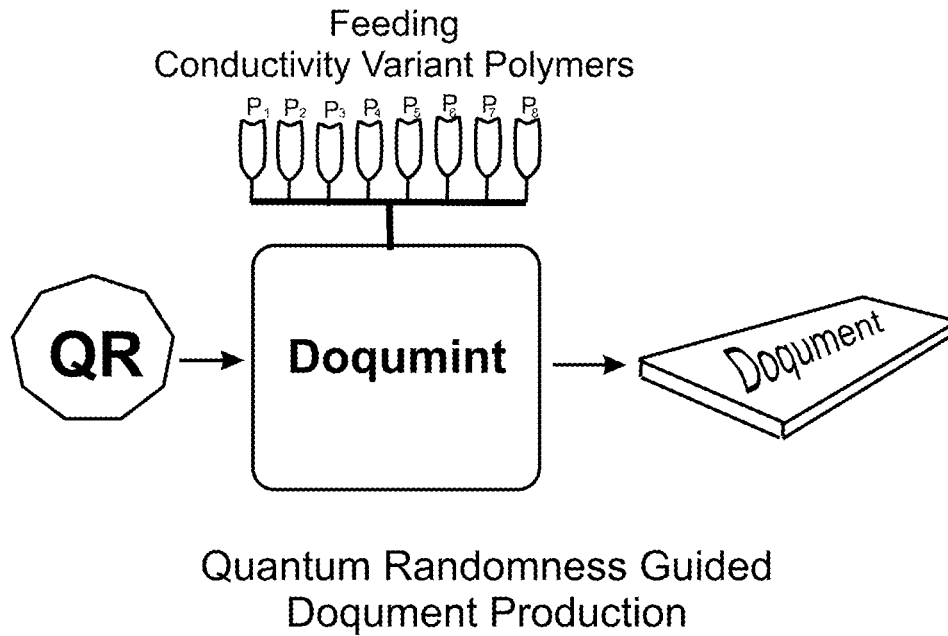 Feeding
Conductivity Variant Polymers
P₁ P₂ P₃ P₄ P₅ P₆ P₇ P₈
QR
Doqumint
Doqument
Quantum Randomness Guided
Doqument Production